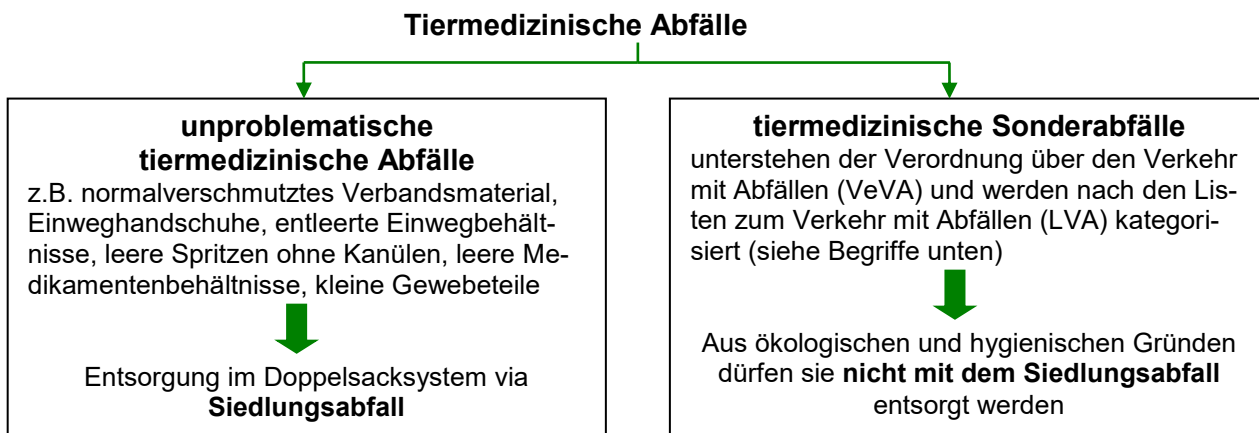 Tiermedizinische Abfälle
unproblematische
tiermedizinische Abfälle
z.B. normalverschmutztes Verbandsmaterial,
Einweghandschuhe, entleerte Einwegbehält-
nisse, leere Spritzen ohne Kanülen, leere Me-
dikamentenbehältnisse, kleine Gewebeteile
Entsorgung im Doppelsacksystem via
Siedlungsabfall
tiermedizinische Sonderabfälle
unterstehen der Verordnung über den Verkehr
mit Abfällen (VeVA) und werden nach den Lis-
ten zum Verkehr mit Abfällen (LVA) kategori-
siert (siehe Begriffe unten)
Aus ökologischen und hygienischen Gründen
dürfen sie nicht mit dem Siedlungsabfall
entsorgt werden